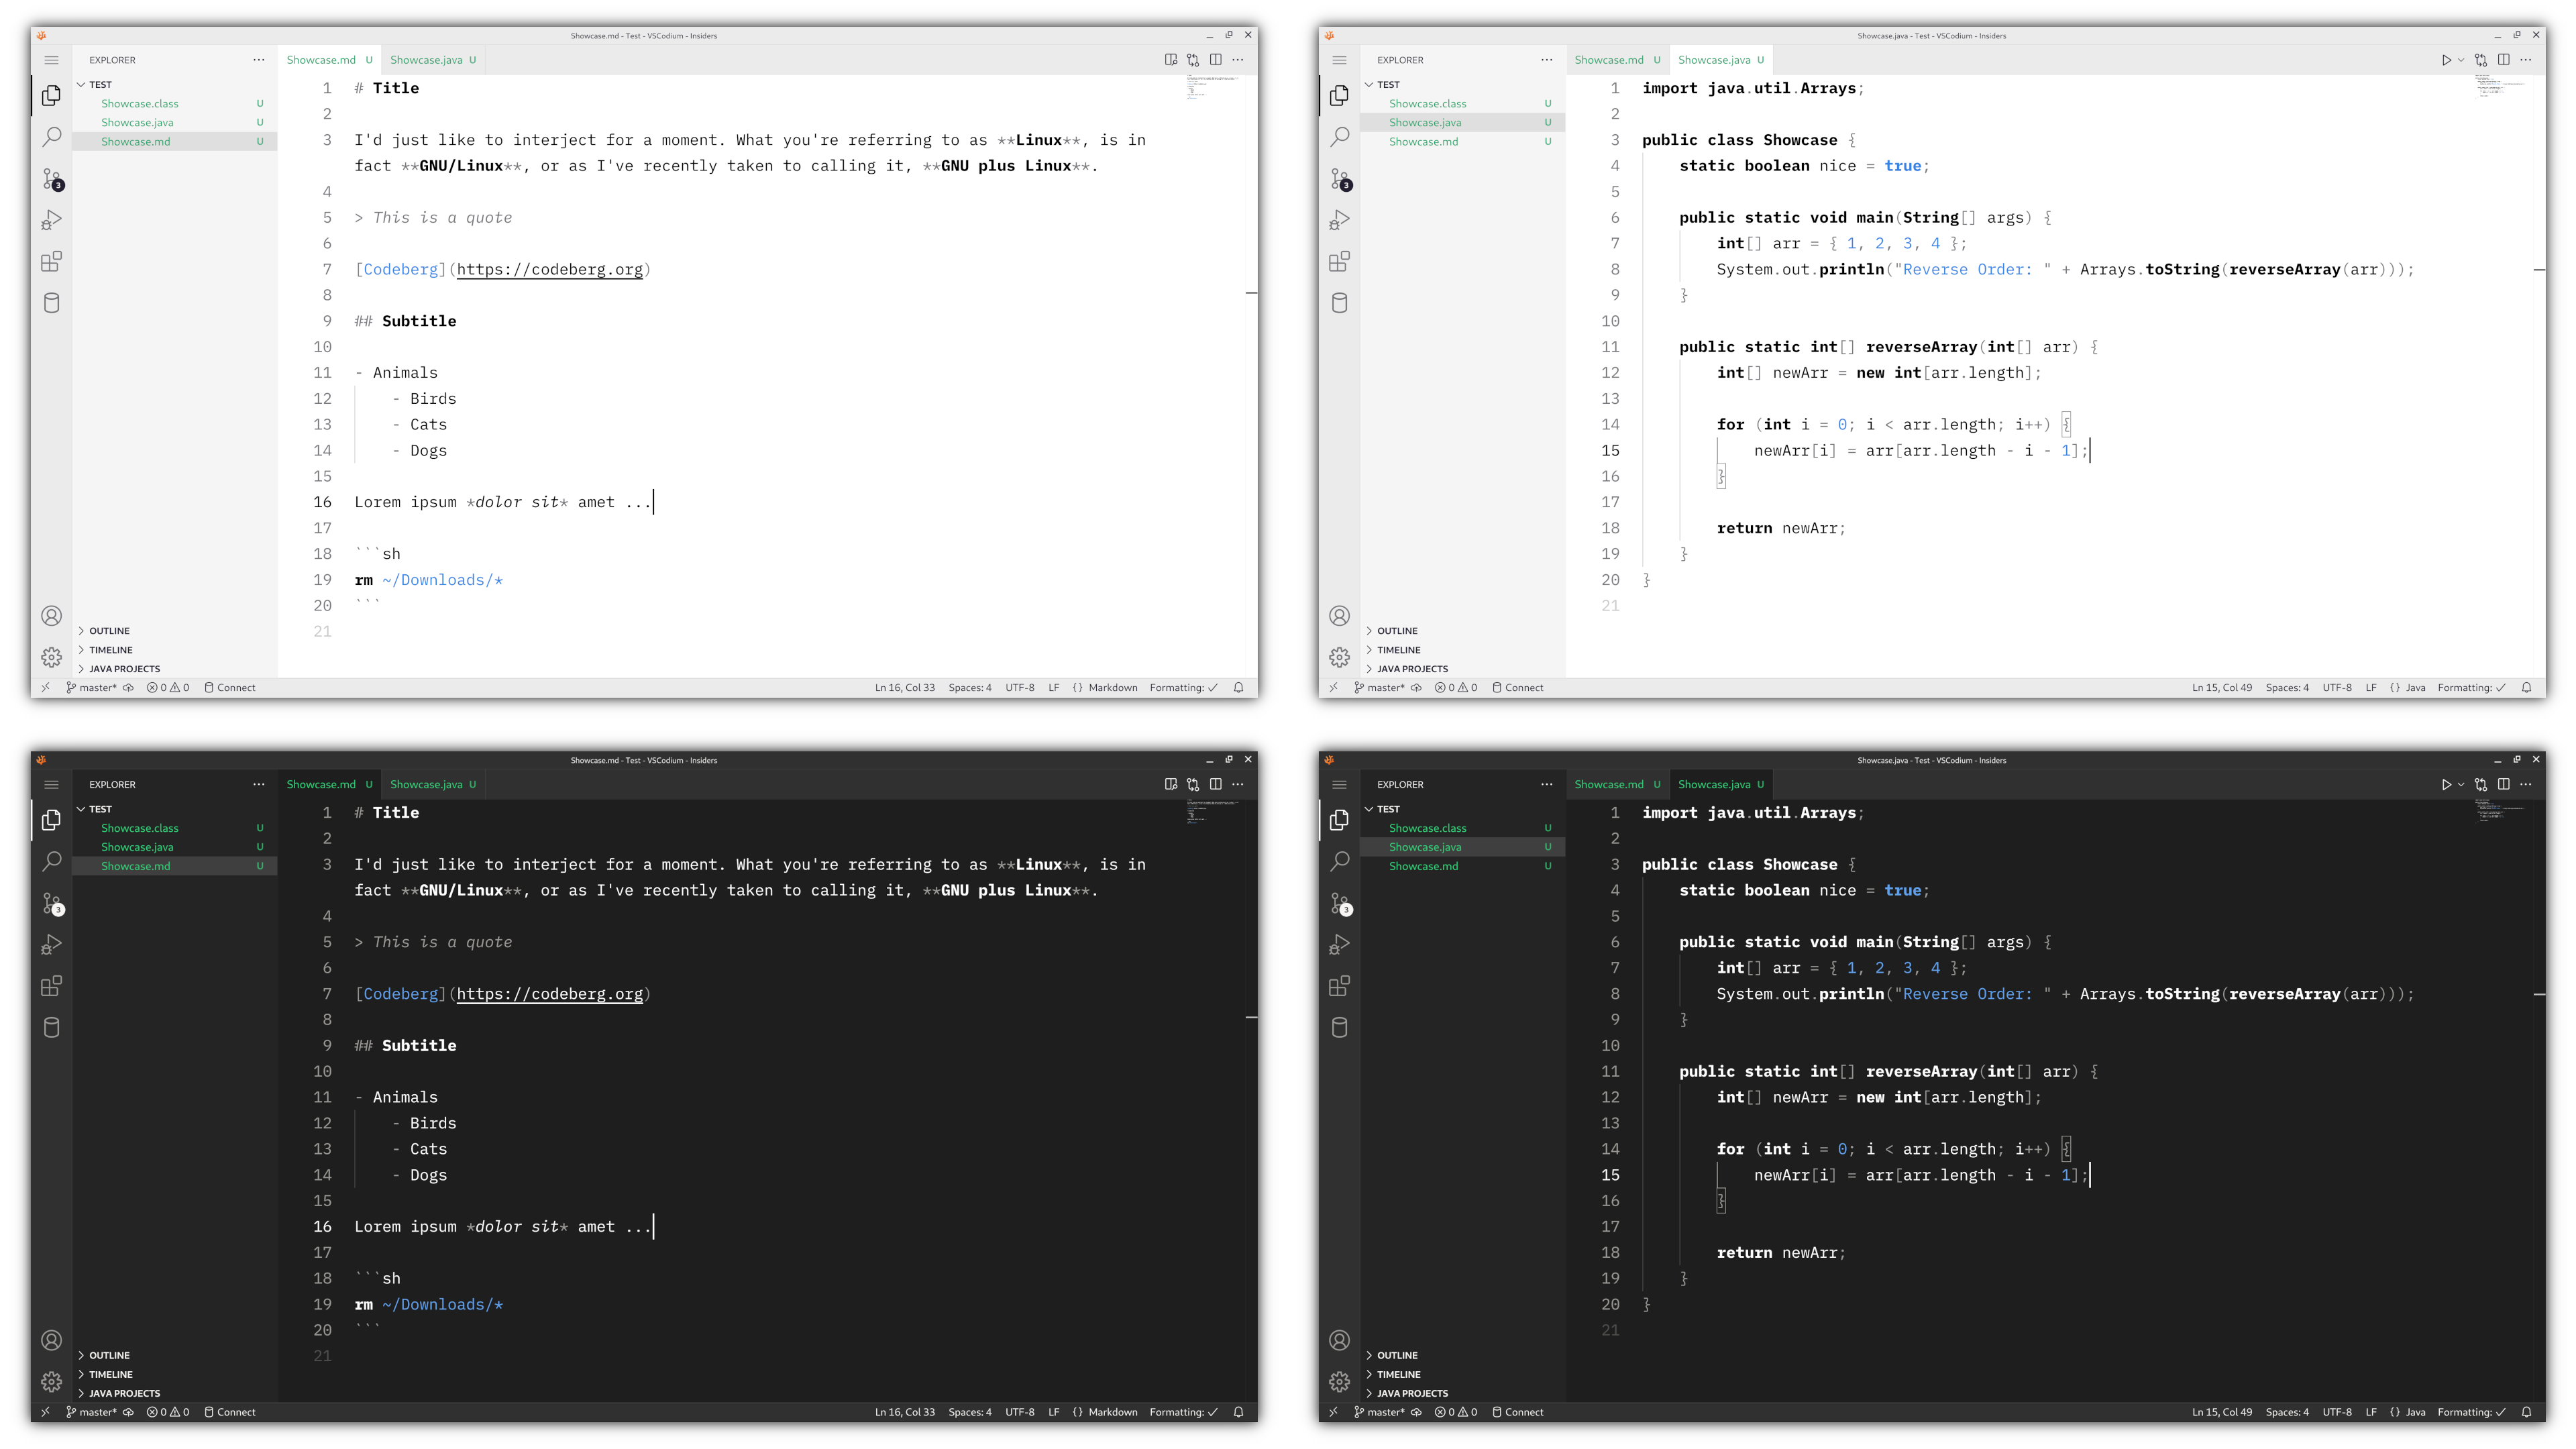 Showcase.md - Test - VSCodium - Insiders
EXPLORER ···
Showcase.md U Showcase.java U
TEST
Showcase.class U
Showcase.java U
Showcase.md U
3
OUTLINE
TIMELINE
JAVA PROJECTS
1 # Title
2
3 I'd just like to interject for a moment. What you're referring to as **Linux**, is in
fact **GNU/Linux**, or as I've recently taken to calling it, **GNU plus Linux**.
4
5 > This is a quote
6
7 [Codeberg](https://codeberg.org)
8
9 ## Subtitle
10
11 - Animals
12     - Birds
13     - Cats
14     - Dogs
15
16 Lorem ipsum *dolor sit* amet ...
17
18 ```sh
19 rm ~/Downloads/*
20 ```
21
master* 0 0 Connect Ln 16, Col 33 Spaces: 4 UTF-8 LF {} Markdown Formatting: ✓
Showcase.java - Test - VSCodium - Insiders
EXPLORER ···
Showcase.md U Showcase.java U
TEST
Showcase.class U
Showcase.java U
Showcase.md U
3
OUTLINE
TIMELINE
JAVA PROJECTS
1 import java.util.Arrays;
2
3 public class Showcase {
4     static boolean nice = true;
5
6     public static void main(String[] args) {
7         int[] arr = { 1, 2, 3, 4 };
8         System.out.println("Reverse Order: " + Arrays.toString(reverseArray(arr)));
9     }
10
11     public static int[] reverseArray(int[] arr) {
12         int[] newArr = new int[arr.length];
13
14         for (int i = 0; i < arr.length; i++) {
15             newArr[i] = arr[arr.length - i - 1];
16         }
17
18         return newArr;
19     }
20 }
21
master* 0 0 Connect Ln 15, Col 49 Spaces: 4 UTF-8 LF {} Java Formatting: ✓
Showcase.md - Test - VSCodium - Insiders
EXPLORER ···
Showcase.md U Showcase.java U
TEST
Showcase.class U
Showcase.java U
Showcase.md U
3
OUTLINE
TIMELINE
JAVA PROJECTS
1 # Title
2
3 I'd just like to interject for a moment. What you're referring to as **Linux**, is in
fact **GNU/Linux**, or as I've recently taken to calling it, **GNU plus Linux**.
4
5 > This is a quote
6
7 [Codeberg](https://codeberg.org)
8
9 ## Subtitle
10
11 - Animals
12     - Birds
13     - Cats
14     - Dogs
15
16 Lorem ipsum *dolor sit* amet ...
17
18 ```sh
19 rm ~/Downloads/*
20 ```
21
master* 0 0 Connect Ln 16, Col 33 Spaces: 4 UTF-8 LF {} Markdown Formatting: ✓
Showcase.java - Test - VSCodium - Insiders
EXPLORER ···
Showcase.md U Showcase.java U
TEST
Showcase.class U
Showcase.java U
Showcase.md U
3
OUTLINE
TIMELINE
JAVA PROJECTS
1 import java.util.Arrays;
2
3 public class Showcase {
4     static boolean nice = true;
5
6     public static void main(String[] args) {
7         int[] arr = { 1, 2, 3, 4 };
8         System.out.println("Reverse Order: " + Arrays.toString(reverseArray(arr)));
9     }
10
11     public static int[] reverseArray(int[] arr) {
12         int[] newArr = new int[arr.length];
13
14         for (int i = 0; i < arr.length; i++) {
15             newArr[i] = arr[arr.length - i - 1];
16         }
17
18         return newArr;
19     }
20 }
21
master* 0 0 Connect Ln 15, Col 49 Spaces: 4 UTF-8 LF {} Java Formatting: ✓